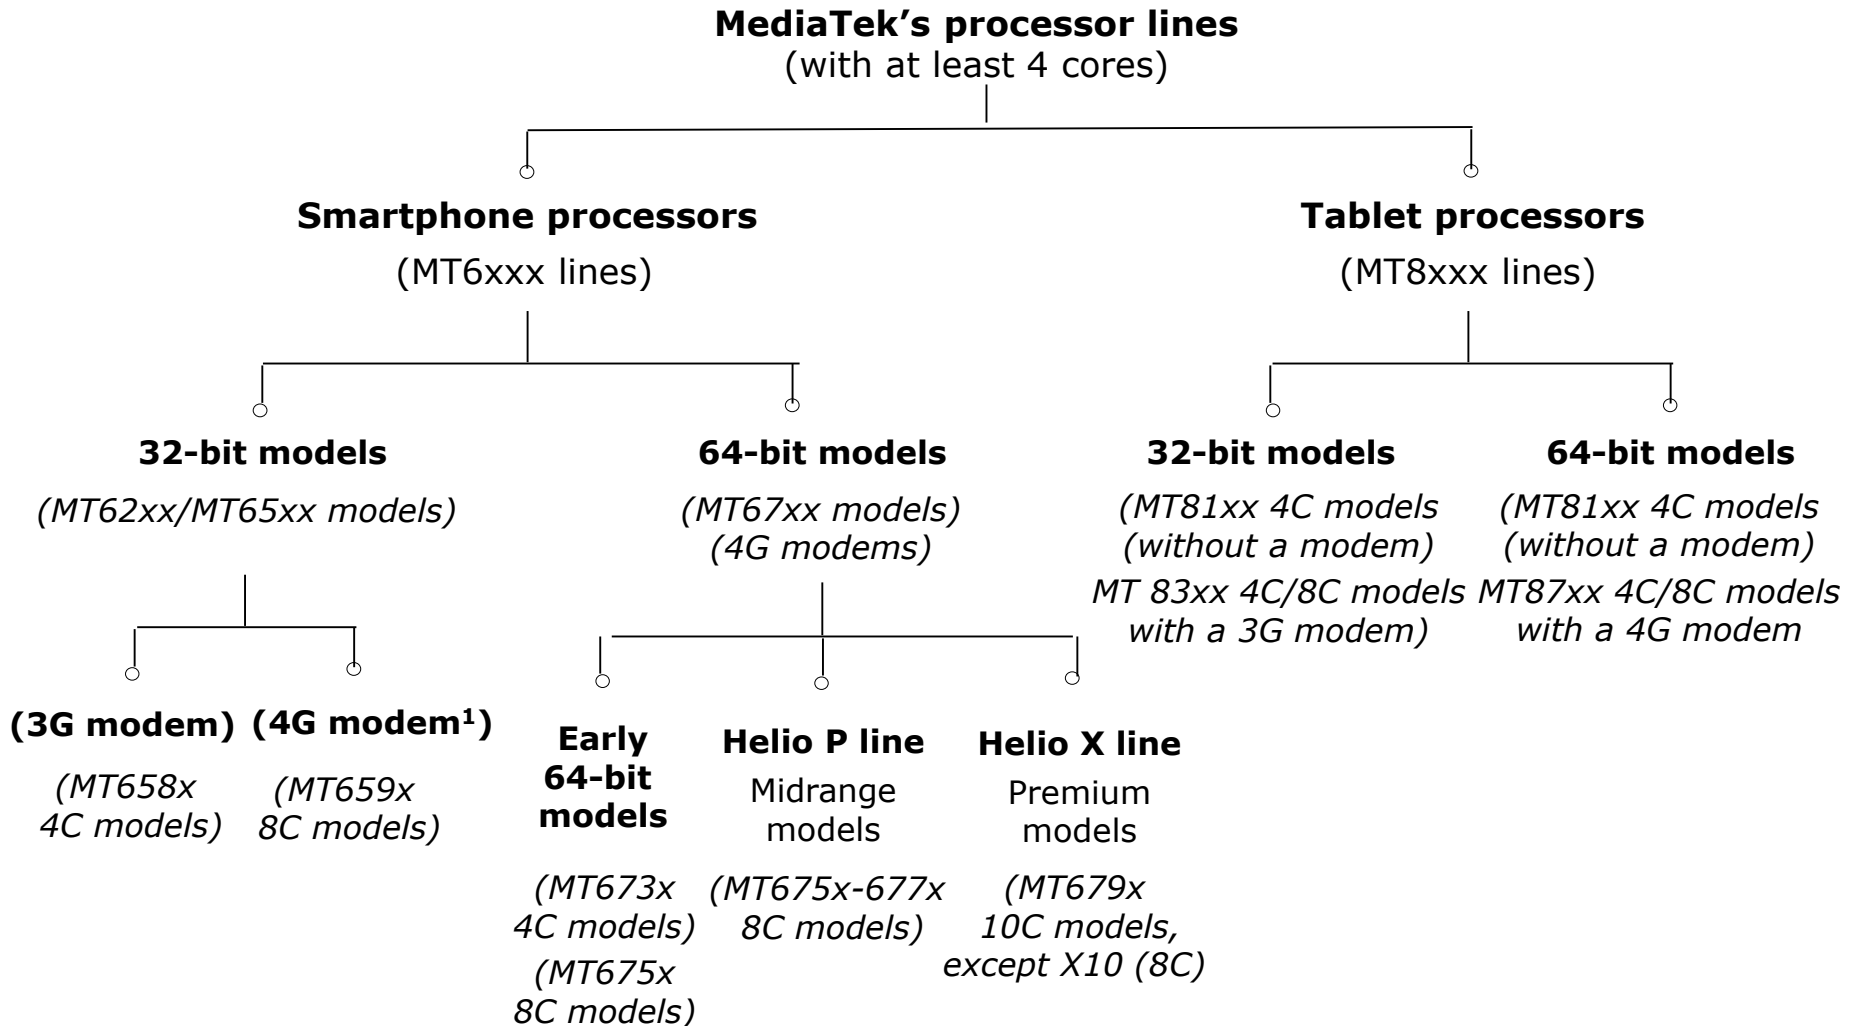 MediaTek’s processor lines
(with at least 4 cores)
Smartphone processors
(MT6xxx lines)
Tablet processors
(MT8xxx lines)
32-bit models
(MT62xx/MT65xx models)
64-bit models
(MT67xx models)
(4G modems)
32-bit models
(MT81xx 4C models
(without a modem)
MT 83xx 4C/8C models
with a 3G modem)
64-bit models
(MT81xx 4C models
(without a modem)
MT87xx 4C/8C models
with a 4G modem
(3G modem)
(MT658x
4C models)
(4G modem¹)
(MT659x
8C models)
Early
64-bit
models
(MT673x
4C models)
(MT675x
8C models)
Helio P line
Midrange
models
(MT675x-677x
8C models)
Helio X line
Premium
models
(MT679x
10C models,
except X10 (8C)